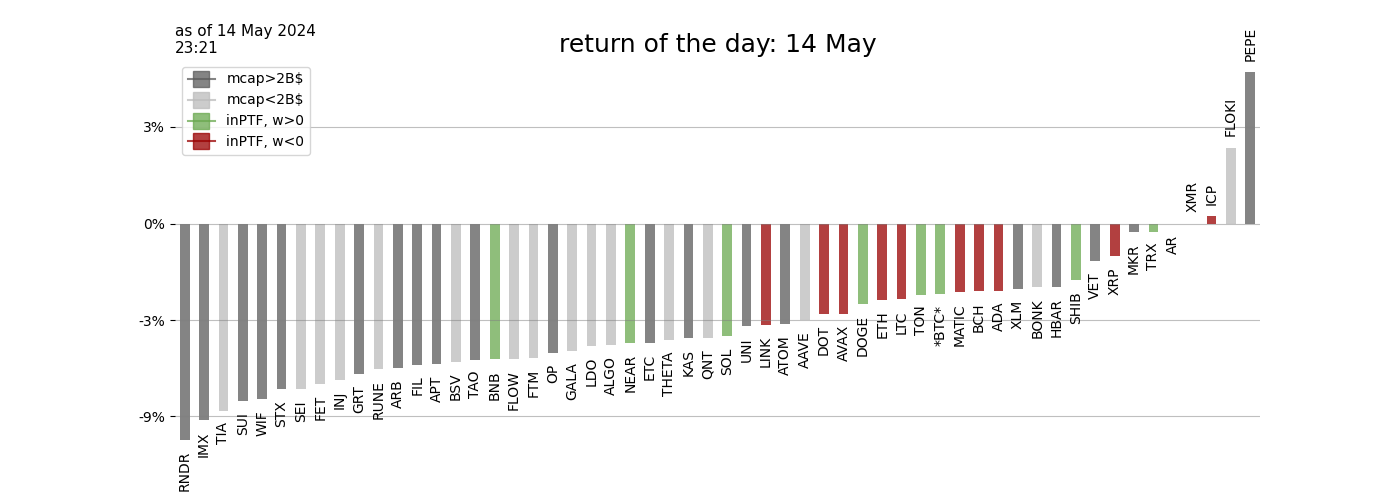 as of 14 May 2024
23:21
return of the day: 14 May
mcap>2B$
mcap<2B$
inPTF, w>0
inPTF, w<0
3%
0%
-3%
-9%
RNDR
IMX
TIA
SUI
WIF
STX
SEI
FET
INJ
GRT
RUNE
ARB
FIL
APT
BSV
TAO
BNB
FLOW
FTM
OP
GALA
LDO
ALGO
NEAR
ETC
THETA
KAS
QNT
SOL
UNI
LINK
ATOM
AAVE
DOT
AVAX
DOGE
ETH
LTC
TON
*BTC*
MATIC
BCH
ADA
XLM
BONK
HBAR
SHIB
VET
XRP
MKR
TRX
AR
XMR
ICP
FLOKI
PEPE